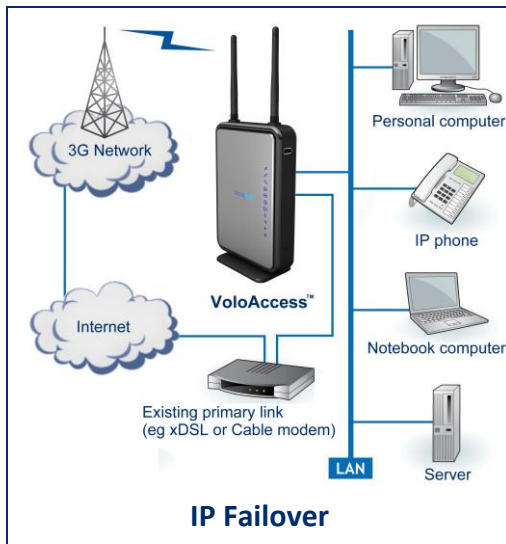 3G Network
Personal computer
IP phone
VoloAccess™
Internet
Notebook computer
Existing primary link
(eg xDSL or Cable modem)
LAN
Server
IP Failover